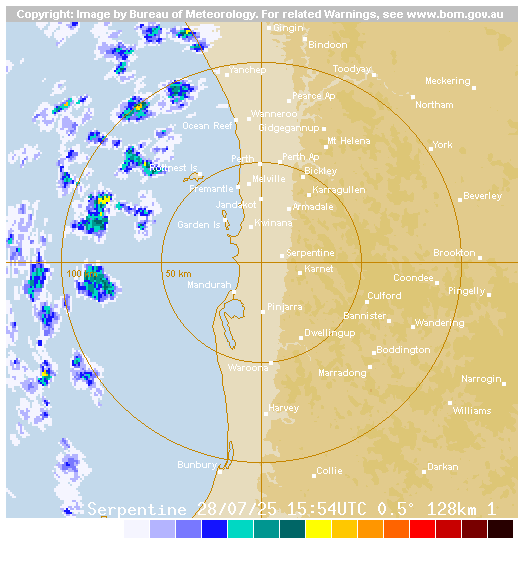 Copyright: Image by Bureau of Meteorology. For related Warnings, see www.bom.gov.au
Gingin
Bindoon
Yanchep
Toodyay
Meckering
Pearce Ap
Northam
Wanneroo
Ocean Reef
Gidgegannup
Mt Helena
York
Perth
Perth Ap
Rottnest Is
Bickley
Melville
Fremantle
Karragullen
Beverley
Jandakot
Armadale
Garden Is
Kwinana
Serpentine
Brookton
100 km
50 km
Karnet
Coondee
Mandurah
Cufford
Pingelly
Pinjarra
Bannister
Wandering
Dwellingup
Boddington
Waroona
Marradong
Narrogin
Harvey
Williams
Bunbury
Collie
Darkan
Serpentine 28/07/25 15:54UTC 0.5° 128km 1